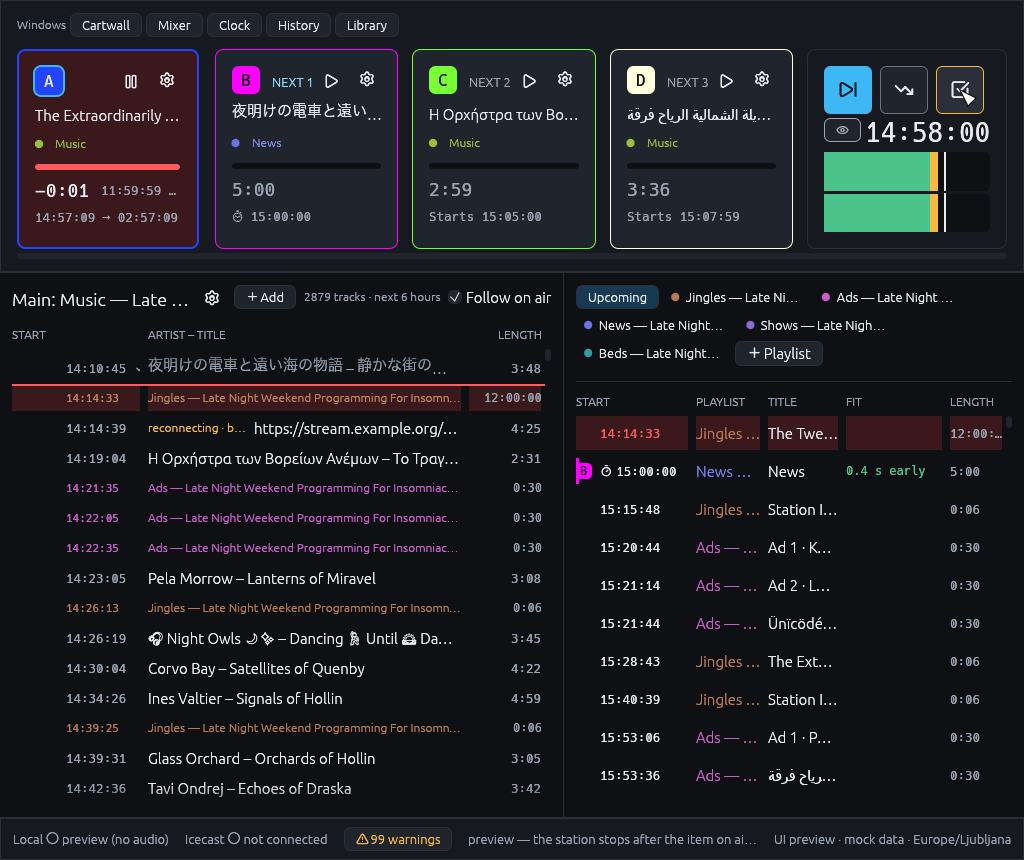 Windows Cartwall Mixer Clock History Library
A
The Extraordinarily …
Music
−0:01 11:59:59 …
14:57:09 → 02:57:09
B NEXT 1
夜明けの電車と遠い…
News
5:00
15:00:00
C NEXT 2
Η Ορχήστρα των Βο…
Music
2:59
Starts 15:05:00
D NEXT 3
…يلة الشمالية الرياح فرقة
Music
3:36
Starts 15:07:59
14:58:00
Main: Music — Late … + Add 2879 tracks · next 6 hours Follow on air
START ARTIST – TITLE LENGTH
14:10:45 夜明けの電車と遠い海の物語 – 静かな街の… 3:48
14:14:33 Jingles — Late Night Weekend Programming For Insomn… 12:00:00
14:14:39 reconnecting · b… https://stream.example.org/… 4:25
14:19:04 Η Ορχήστρα των Βορείων Ανέμων – Το Τραγ… 2:31
14:21:35 Ads — Late Night Weekend Programming For Insomniac… 0:30
14:22:05 Ads — Late Night Weekend Programming For Insomniac… 0:30
14:22:35 Ads — Late Night Weekend Programming For Insomniac… 0:30
14:23:05 Pela Morrow – Lanterns of Miravel 3:08
14:26:13 Jingles — Late Night Weekend Programming For Insomn… 0:06
14:26:19 🎧 Night Owls 🌙✨ – Dancing 💃 Until 🌅 Da… 3:45
14:30:04 Corvo Bay – Satellites of Quenby 4:22
14:34:26 Ines Valtier – Signals of Hollin 4:59
14:39:25 Jingles — Late Night Weekend Programming For Insomn… 0:06
14:39:31 Glass Orchard – Orchards of Hollin 3:05
14:42:36 Tavi Ondrej – Echoes of Draska 3:42
Upcoming Jingles — Late Ni… Ads — Late Night …
News — Late Night… Shows — Late Nigh…
Beds — Late Night… + Playlist
START PLAYLIST TITLE FIT LENGTH
14:14:33 Jingles … The Twe… 12:00:…
B 15:00:00 News … News 0.4 s early 5:00
15:15:48 Jingles … Station I… 0:06
15:20:44 Ads — … Ad 1 · K… 0:30
15:21:14 Ads — … Ad 2 · L… 0:30
15:21:44 Ads — … Ünïcödé… 0:30
15:28:43 Jingles … The Ext… 0:06
15:40:39 Jingles … Station I… 0:06
15:53:06 Ads — … Ad 1 · P… 0:30
15:53:36 Ads — … …رياح فرقة 0:30
Local preview (no audio) Icecast not connected 99 warnings preview — the station stops after the item on ai… UI preview · mock data · Europe/Ljubljana